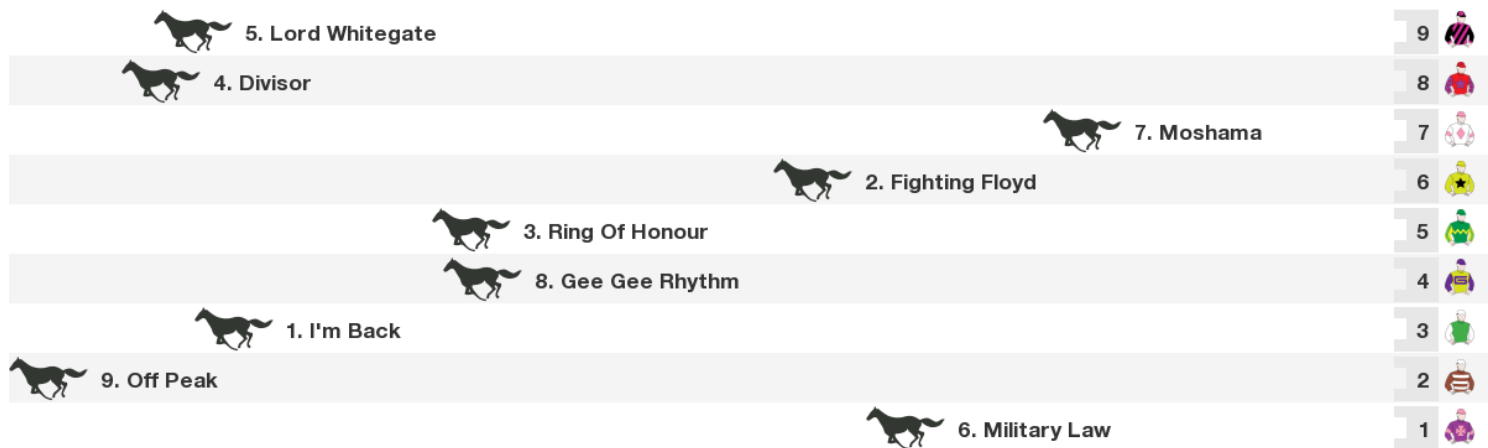 5. Lord Whitegate 9
4. Divisor 8
7. Moshama 7
2. Fighting Floyd 6
3. Ring Of Honour 5
8. Gee Gee Rhythm 4
1. I'm Back 3
9. Off Peak 2
6. Military Law 1